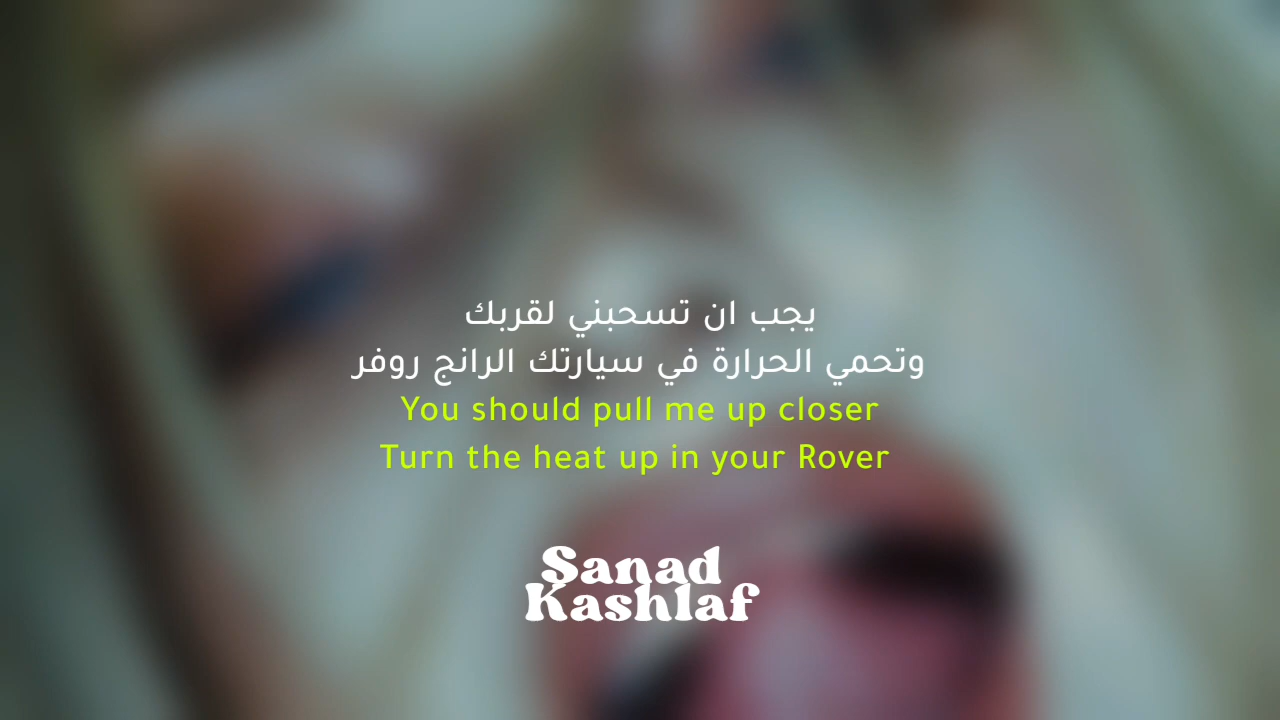 يجب ان تسحبني لقربك
وتحمي الحرارة في سيارتك الرانج روفر
You should pull me up closer
Turn the heat up in your Rover
Sanad
Kashlaf